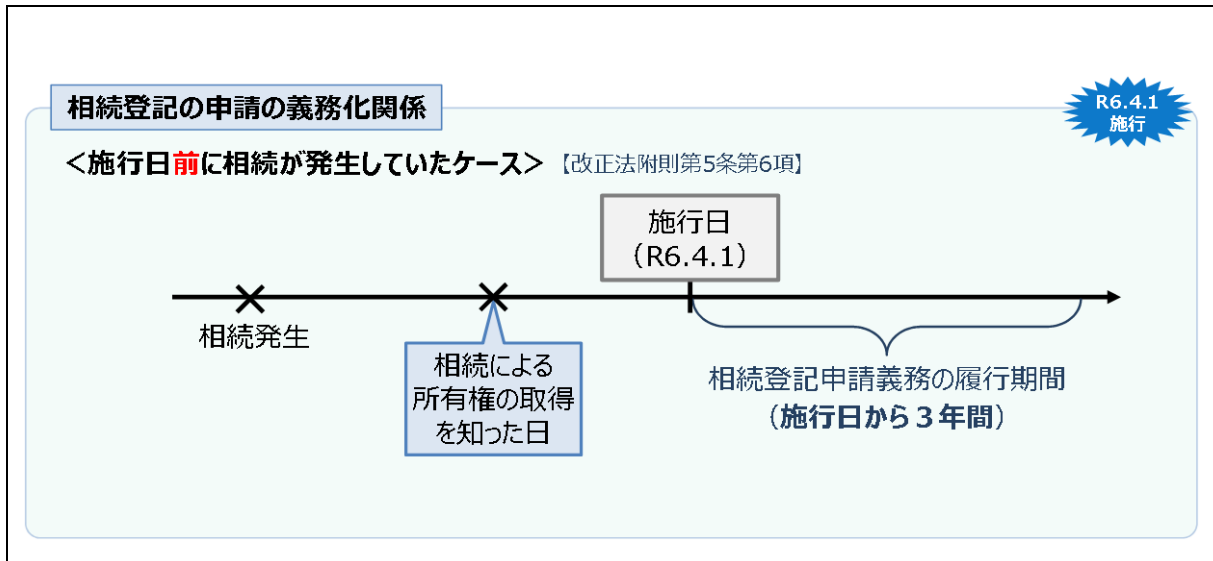 相続登記の申請の義務化関係
R6.4.1
施行
＜施行日前に相続が発生していたケース＞【改正法附則第5条第6項】
施行日
（R6.4.1）
相続発生
相続による
所有権の取得
を知った日
相続登記申請義務の履行期間
（施行日から３年間）